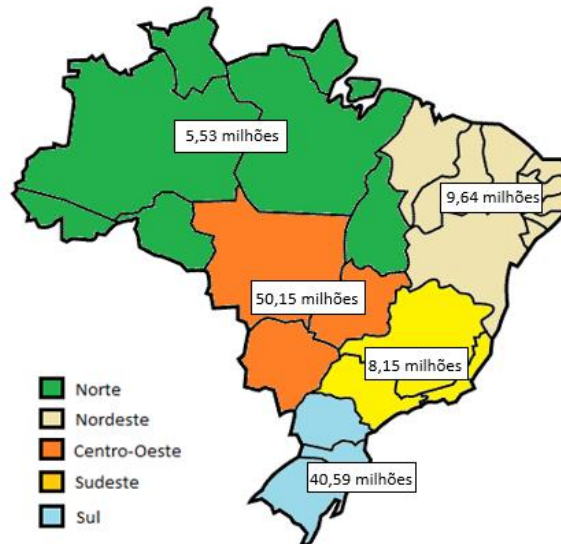 5,53 milhões
9,64 milhões
50,15 milhões
8,15 milhões
40,59 milhões
Norte
Nordeste
Centro-Oeste
Sudeste
Sul